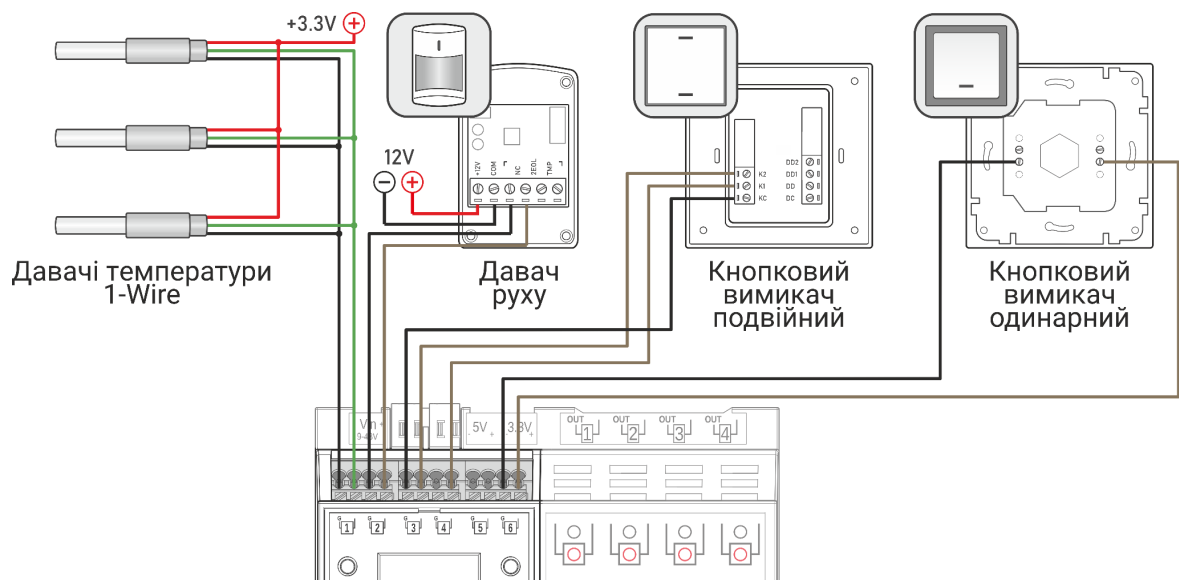 +3.3V
12V
+12V
COM
NC
2EOL
TMP
K2
K1
KC
DD2
DD1
DD
DC
Давачі температури
1-Wire
Давач
руху
Кнопковий
вимикач
подвійний
Кнопковий
вимикач
одинарний
Vin +
9-48V
- 5V +
- 3.3V +
OUT 1
OUT 2
OUT 3
OUT 4
G 1
G 2
G 3
G 4
G 5
G 6